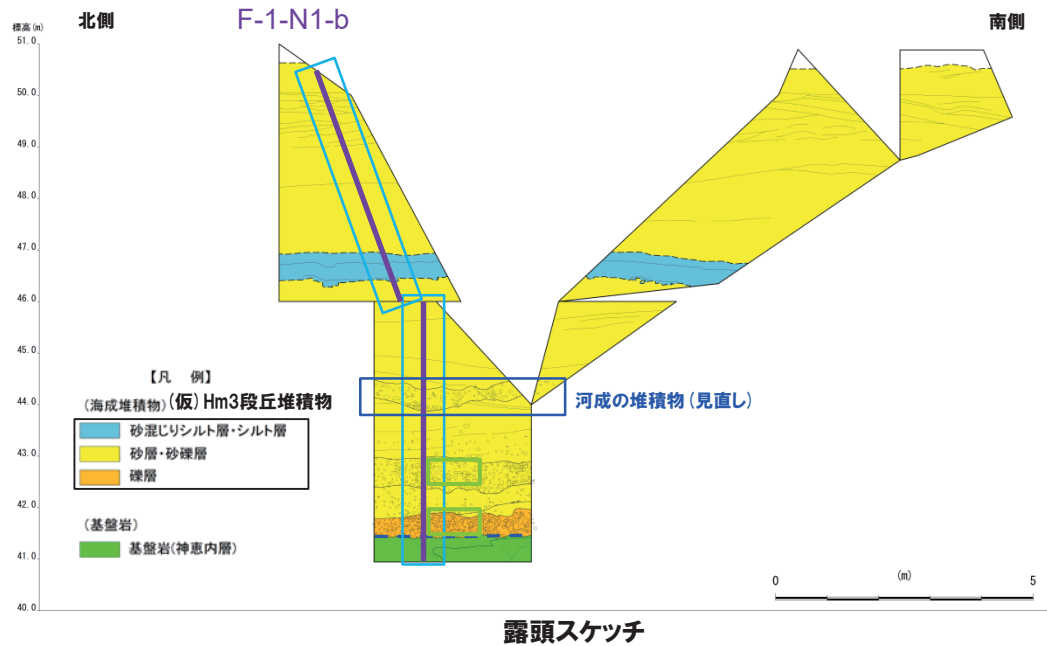 北側
F-1-N1-b
南側
標高(m)
51.0
50.0
49.0
48.0
47.0
46.0
45.0
44.0
43.0
42.0
41.0
40.0
【凡 例】
(海成堆積物)(仮)Hm3段丘堆積物
砂混じりシルト層・シルト層
砂層・砂礫層
礫層
(基盤岩)
基盤岩(神恵内層)
河成の堆積物(見直し)
0 (m) 5
露頭スケッチ